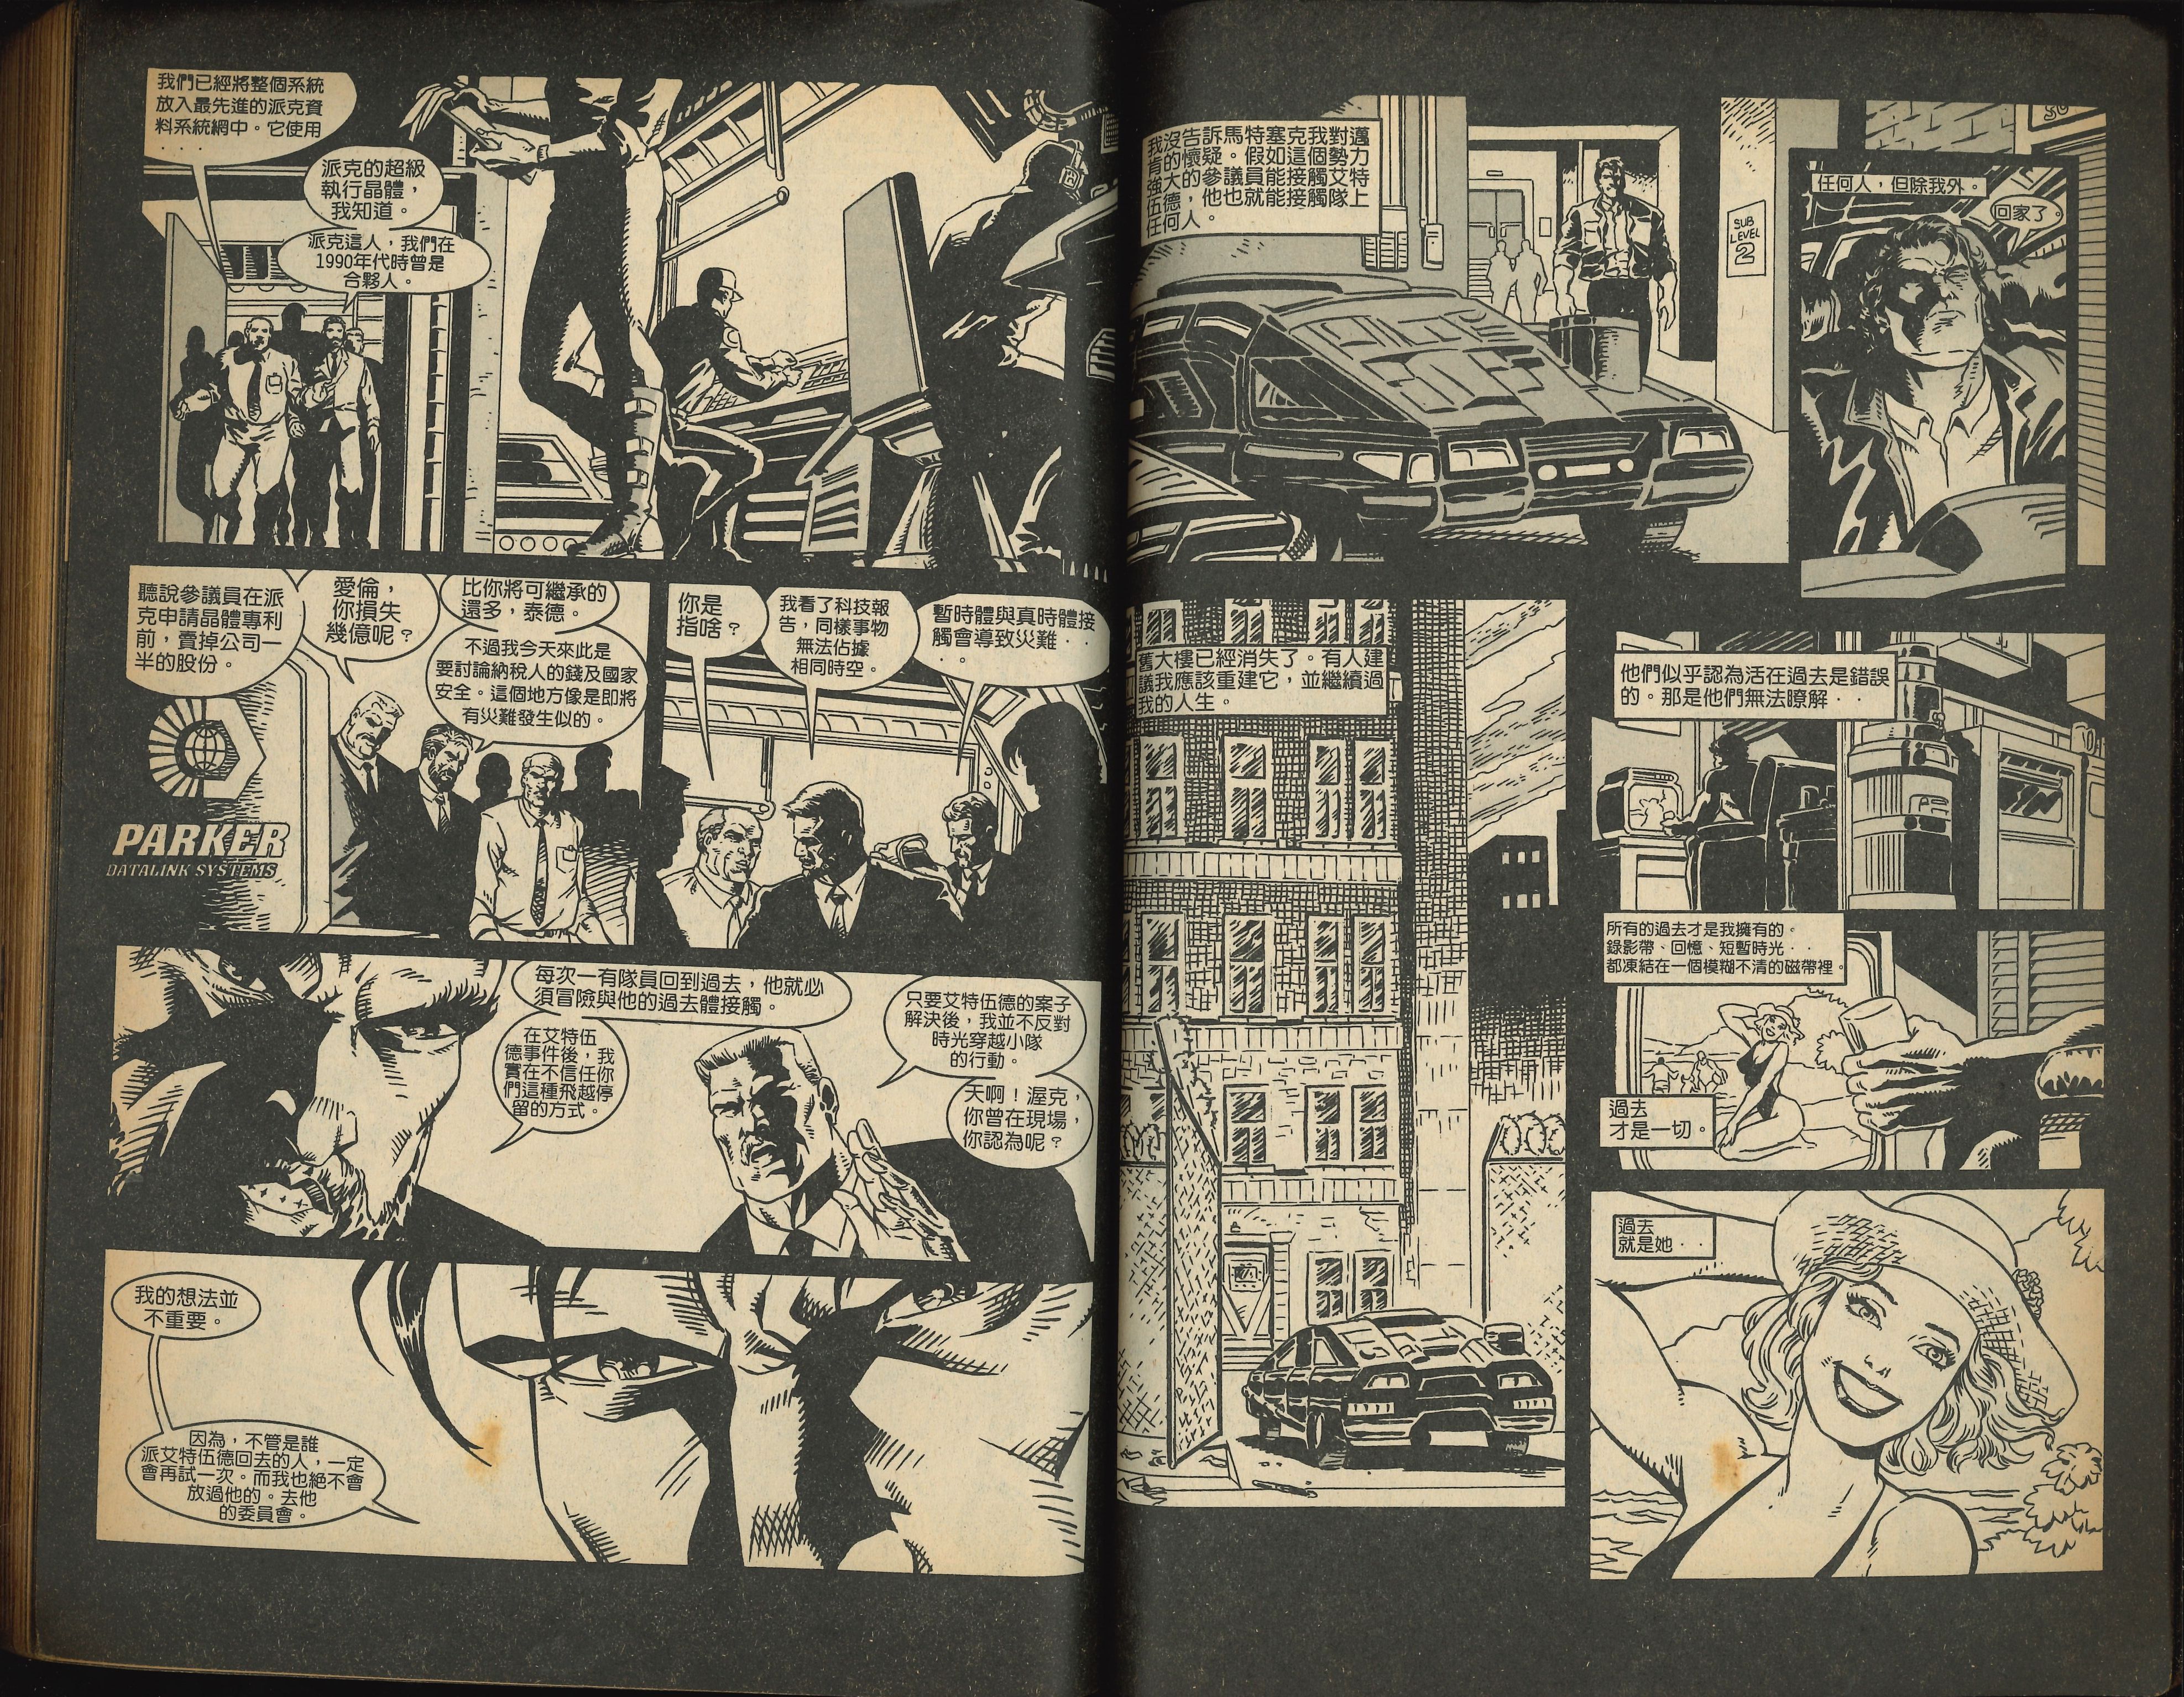 我們已經將整個系統
放入最先進的派克資
料系統網中。它使用
. . . .
派克的超級
執行晶體，
我知道。
派克這人，我們在
1990年代時曾是
合夥人。
聽說參議員在派
克申請晶體專利
前，賣掉公司一
半的股份。
愛倫，
你損失
幾億呢？
比你將可繼承的
還多，泰德。
不過我今天來此是
要討論納稅人的錢及國家
安全。這個地方像是即將
有災難發生似的。
PARKER
DATALINK SYSTEMS
你是
指啥？
我看了科技報
告，同樣事物
無法佔據
相同時空。
暫時體與真時體接
觸會導致災難．．
．．
每次一有隊員回到過去，他就必
須冒險與他的過去體接觸。
在艾特伍
德事件後，我
實在不信任你
們這種飛越停
留的方式。
只要艾特伍德的案子
解決後，我並不反對
時光穿越小隊
的行動。
天啊！渥克，
你曾在現場，
你認為呢？
我的想法並
不重要。
因為，不管是誰
派艾特伍德回去的人，一定
會再試一次。而我也絕不會
放過他的。去他
的委員會。
我沒告訴馬特塞克我對邁
肯的懷疑。假如這個勢力
強大的參議員能接觸艾特
伍德，他也就能接觸隊上
任何人。
SUB
LEVEL
2
任何人，但除我外。
回家了。
舊大樓已經消失了。有人建
議我應該重建它，並繼續過
我的人生。
他們似乎認為活在過去是錯誤
的。那是他們無法瞭解．．
所有的過去才是我擁有的。
錄影帶、回憶、短暫時光．．
都凍結在一個模糊不清的磁帶裡。
過去
才是一切。
過去
就是她．．